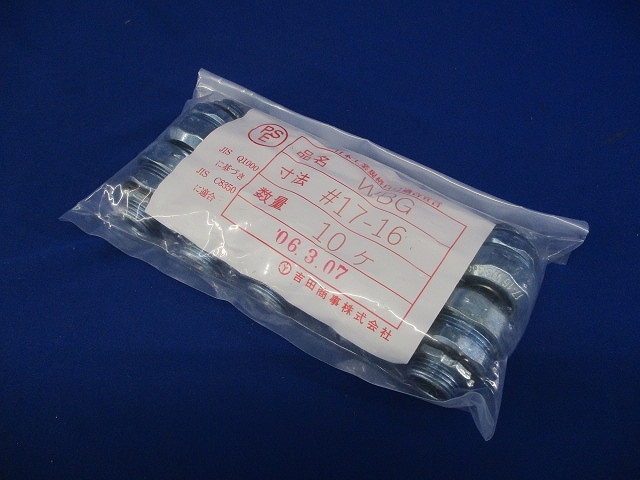 PSE
JIS Q1000
に基づき
JIS C8350
に適合
品名 WBG
寸法 #17-16
数量 10ケ
'06.3.07
吉田商事株式会社